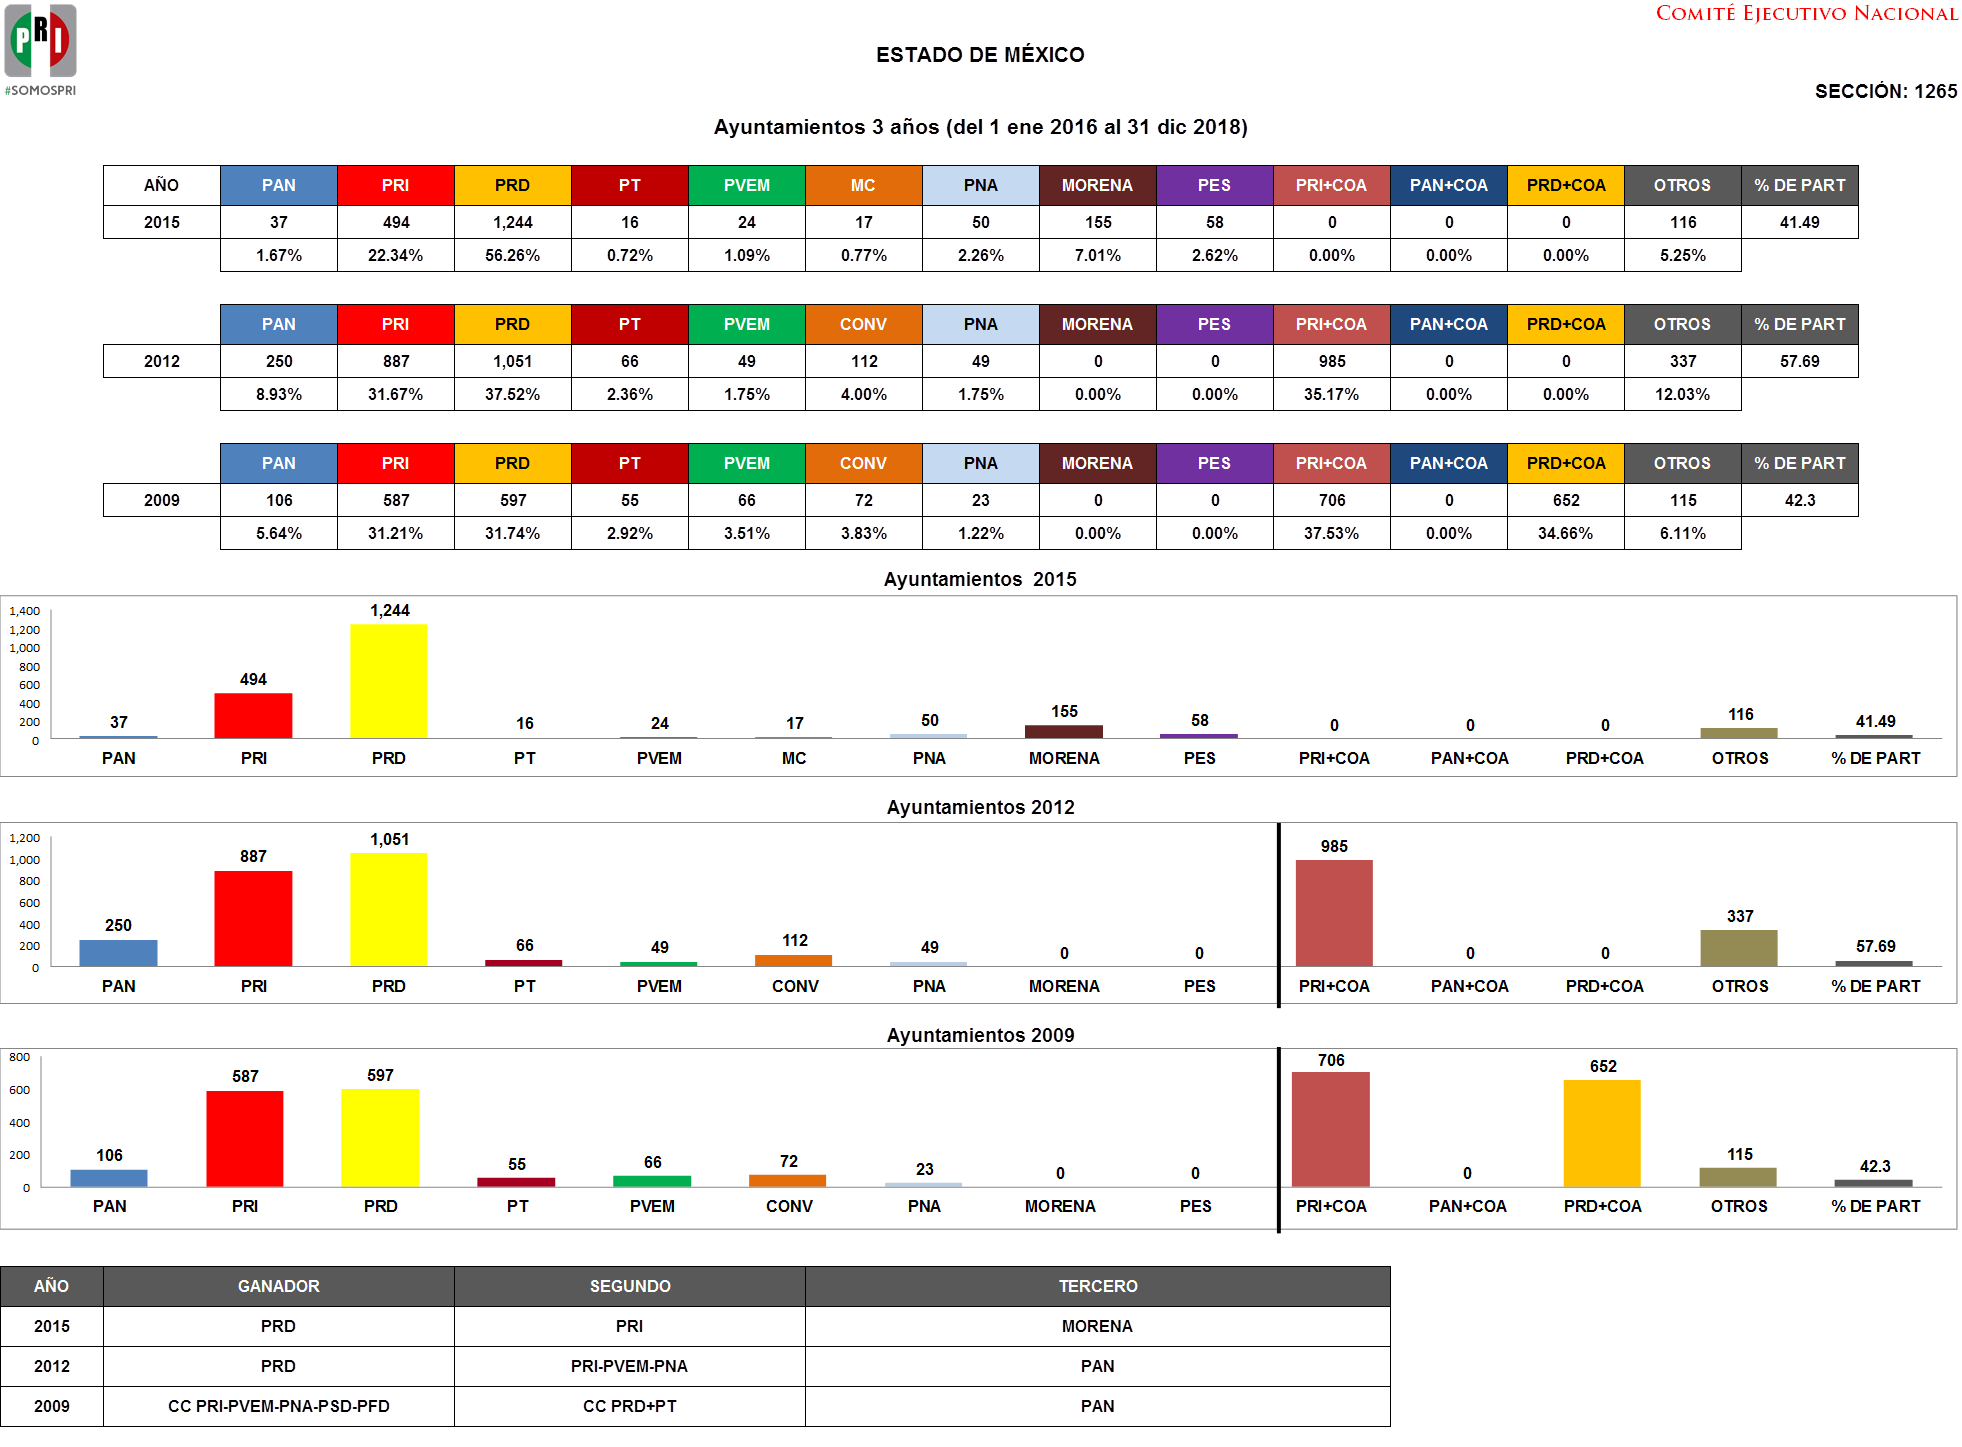 PRI
#SOMOSPRI
COMITÉ EJECUTIVO NACIONAL
ESTADO DE MÉXICO
SECCIÓN: 1265
Ayuntamientos 3 años (del 1 ene 2016 al 31 dic 2018)
AÑO PAN PRI PRD PT PVEM MC PNA MORENA PES PRI+COA PAN+COA PRD+COA OTROS % DE PART
2015 37 494 1,244 16 24 17 50 155 58 0 0 0 116 41.49
1.67% 22.34% 56.26% 0.72% 1.09% 0.77% 2.26% 7.01% 2.62% 0.00% 0.00% 0.00% 5.25%
PAN PRI PRD PT PVEM CONV PNA MORENA PES PRI+COA PAN+COA PRD+COA OTROS % DE PART
2012 250 887 1,051 66 49 112 49 0 0 985 0 0 337 57.69
8.93% 31.67% 37.52% 2.36% 1.75% 4.00% 1.75% 0.00% 0.00% 35.17% 0.00% 0.00% 12.03%
PAN PRI PRD PT PVEM CONV PNA MORENA PES PRI+COA PAN+COA PRD+COA OTROS % DE PART
2009 106 587 597 55 66 72 23 0 0 706 0 652 115 42.3
5.64% 31.21% 31.74% 2.92% 3.51% 3.83% 1.22% 0.00% 0.00% 37.53% 0.00% 34.66% 6.11%
Ayuntamientos 2015
1,400
1,200
1,000
800
600
400
200
0
37 494 1,244 16 24 17 50 155 58 0 0 0 116 41.49
PAN PRI PRD PT PVEM MC PNA MORENA PES PRI+COA PAN+COA PRD+COA OTROS % DE PART
Ayuntamientos 2012
1,200
1,000
800
600
400
200
0
250 887 1,051 66 49 112 49 0 0 985 0 0 337 57.69
PAN PRI PRD PT PVEM CONV PNA MORENA PES PRI+COA PAN+COA PRD+COA OTROS % DE PART
Ayuntamientos 2009
800
600
400
200
0
106 587 597 55 66 72 23 0 0 706 0 652 115 42.3
PAN PRI PRD PT PVEM CONV PNA MORENA PES PRI+COA PAN+COA PRD+COA OTROS % DE PART
AÑO GANADOR SEGUNDO TERCERO
2015 PRD PRI MORENA
2012 PRD PRI-PVEM-PNA PAN
2009 CC PRI-PVEM-PNA-PSD-PFD CC PRD+PT PAN